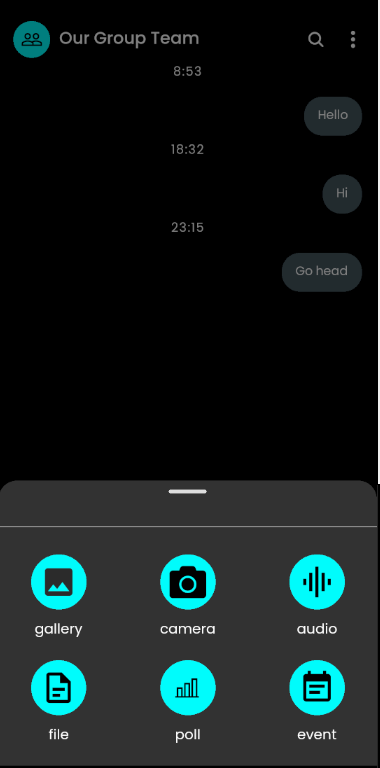 Our Group Team
8:53
Hello
18:32
Hi
23:15
Go head
gallery
camera
audio
file
poll
event